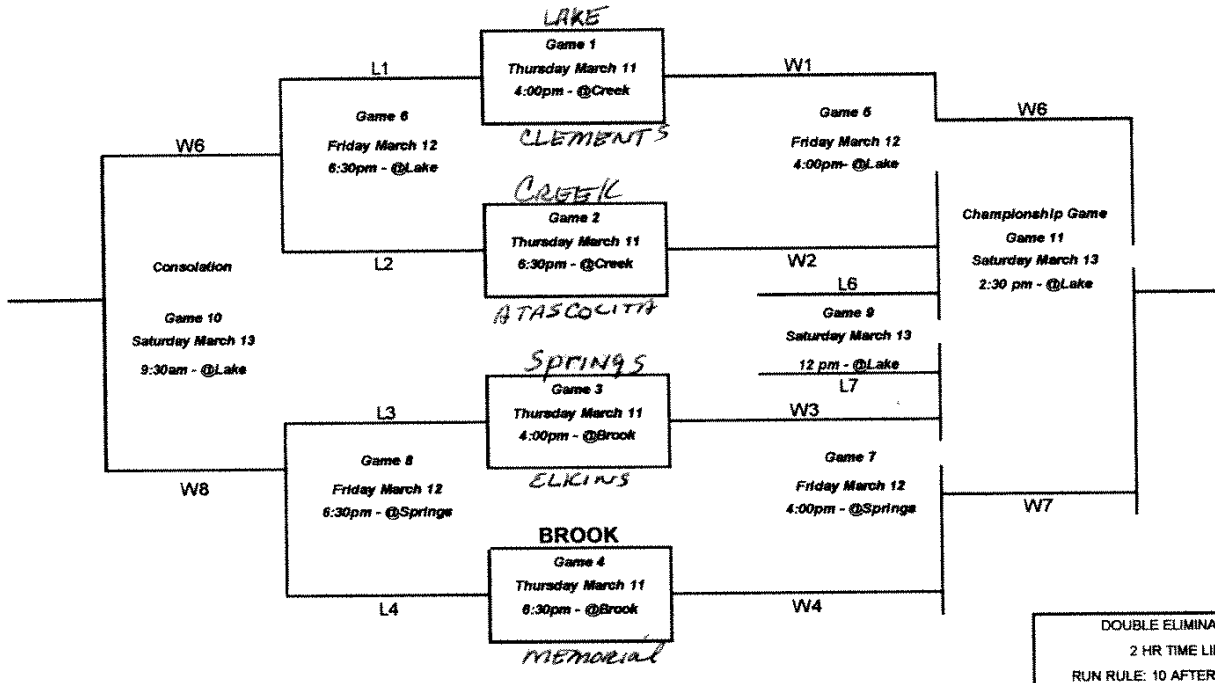 LAKE
Game 1
Thursday March 11
4:00pm - @Creek
CLEMENTS
L1
W1
Game 6
Friday March 12
6:30pm - @Lake
Game 5
Friday March 12
4:00pm- @Lake
W6
W6
CREEK
Game 2
Thursday March 11
6:30pm - @Creek
ATASCOCITA
L2
W2
Championship Game
Game 11
Saturday March 13
2:30 pm - @Lake
Consolation
Game 10
Saturday March 13
9:30am - @Lake
L6
Game 9
Saturday March 13
12 pm - @Lake
L7
SPrINgS
Game 3
Thursday March 11
4:00pm - @Brook
ELKINS
L3
W3
Game 8
Friday March 12
6:30pm - @Springs
Game 7
Friday March 12
4:00pm - @Springs
W8
W7
BROOK
Game 4
Thursday March 11
6:30pm - @Brook
MEMOrIal
L4
W4
DOUBLE ELIMINA
2 HR TIME LI
RUN RULE: 10 AFTER